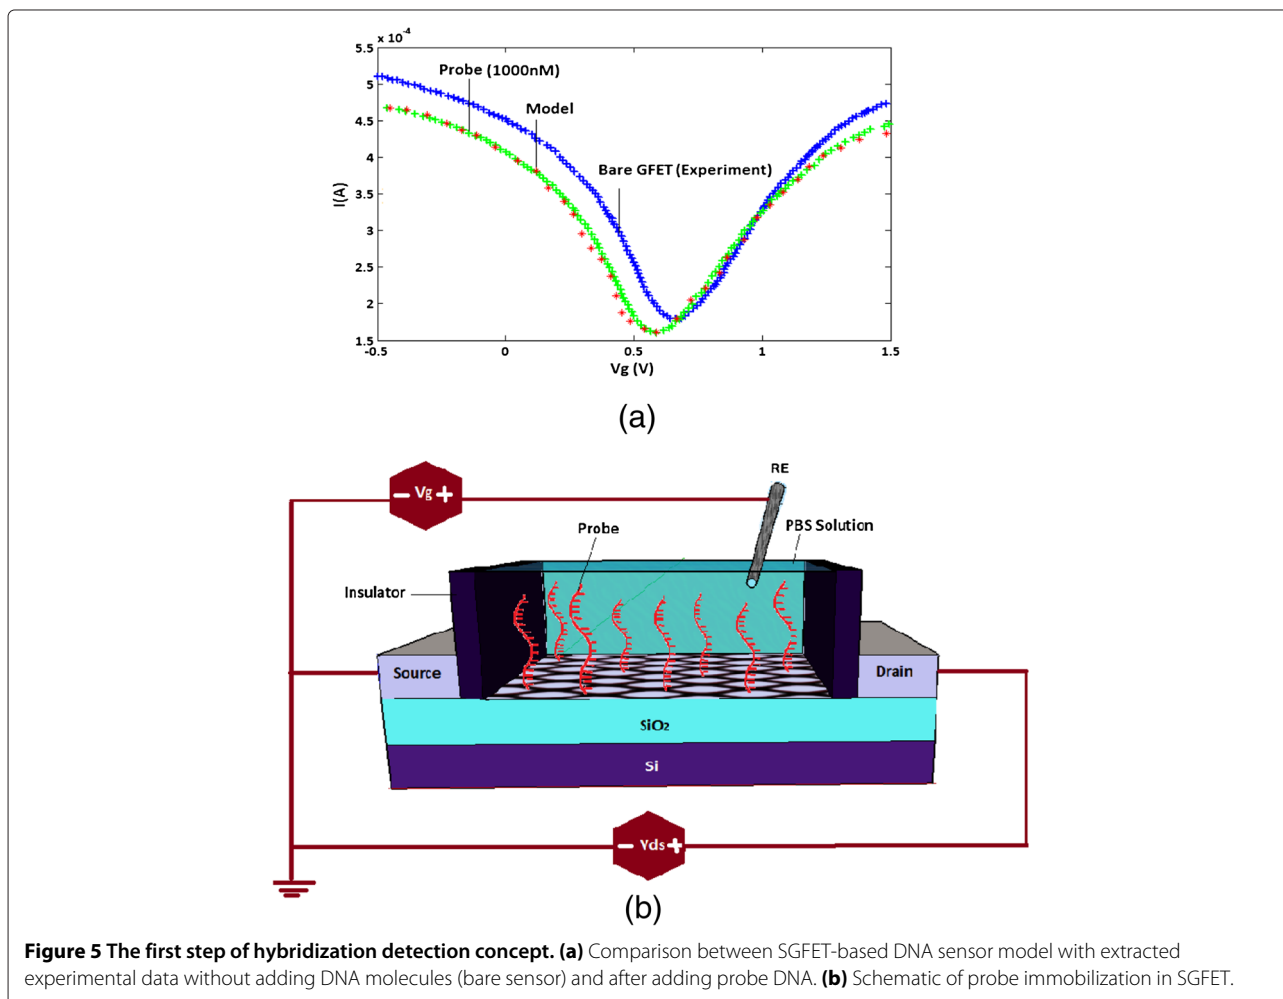 x 10⁻⁴
5.5
5
4.5
4
3.5
3
2.5
2
1.5
I(A)
Probe (1000nM)
Model
Bare GFET (Experiment)
-0.5 0 0.5 1 1.5
Vg (V)
(a)
RE
− Vg +
Probe
PBS Solution
Insulator
Source
Drain
SiO₂
Si
− Vds +
(b)
Figure 5 The first step of hybridization detection concept. (a) Comparison between SGFET-based DNA sensor model with extracted
experimental data without adding DNA molecules (bare sensor) and after adding probe DNA. (b) Schematic of probe immobilization in SGFET.